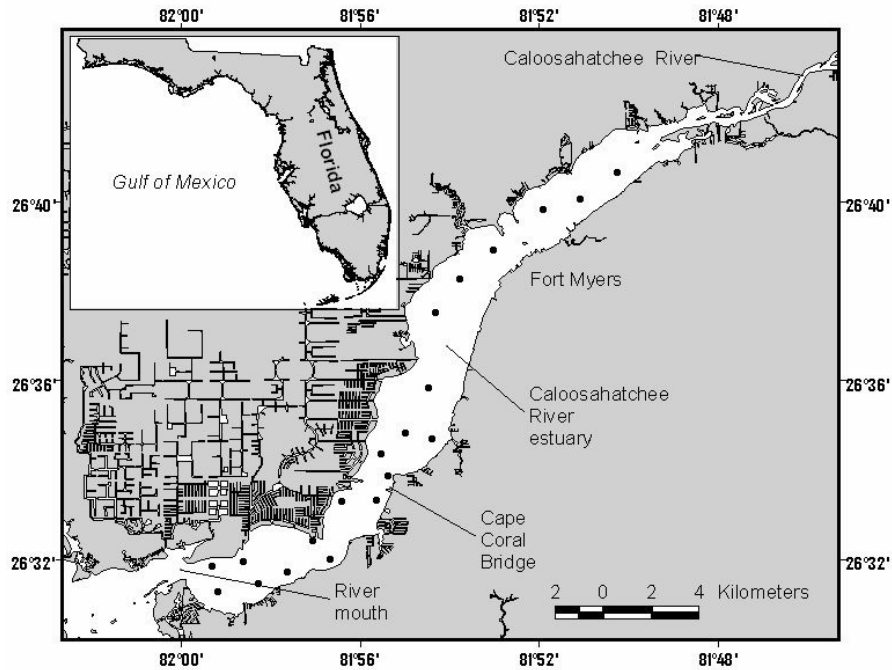 82°00' 81°56' 81°52' 81°48'
Caloosahatchee River
Florida
Gulf of Mexico
26°40' 26°40'
Fort Myers
26°36' 26°36'
Caloosahatchee
River
estuary
Cape
Coral
Bridge
26°32' 26°32'
River
mouth
2 0 2 4 Kilometers
82°00' 81°56' 81°52' 81°48'